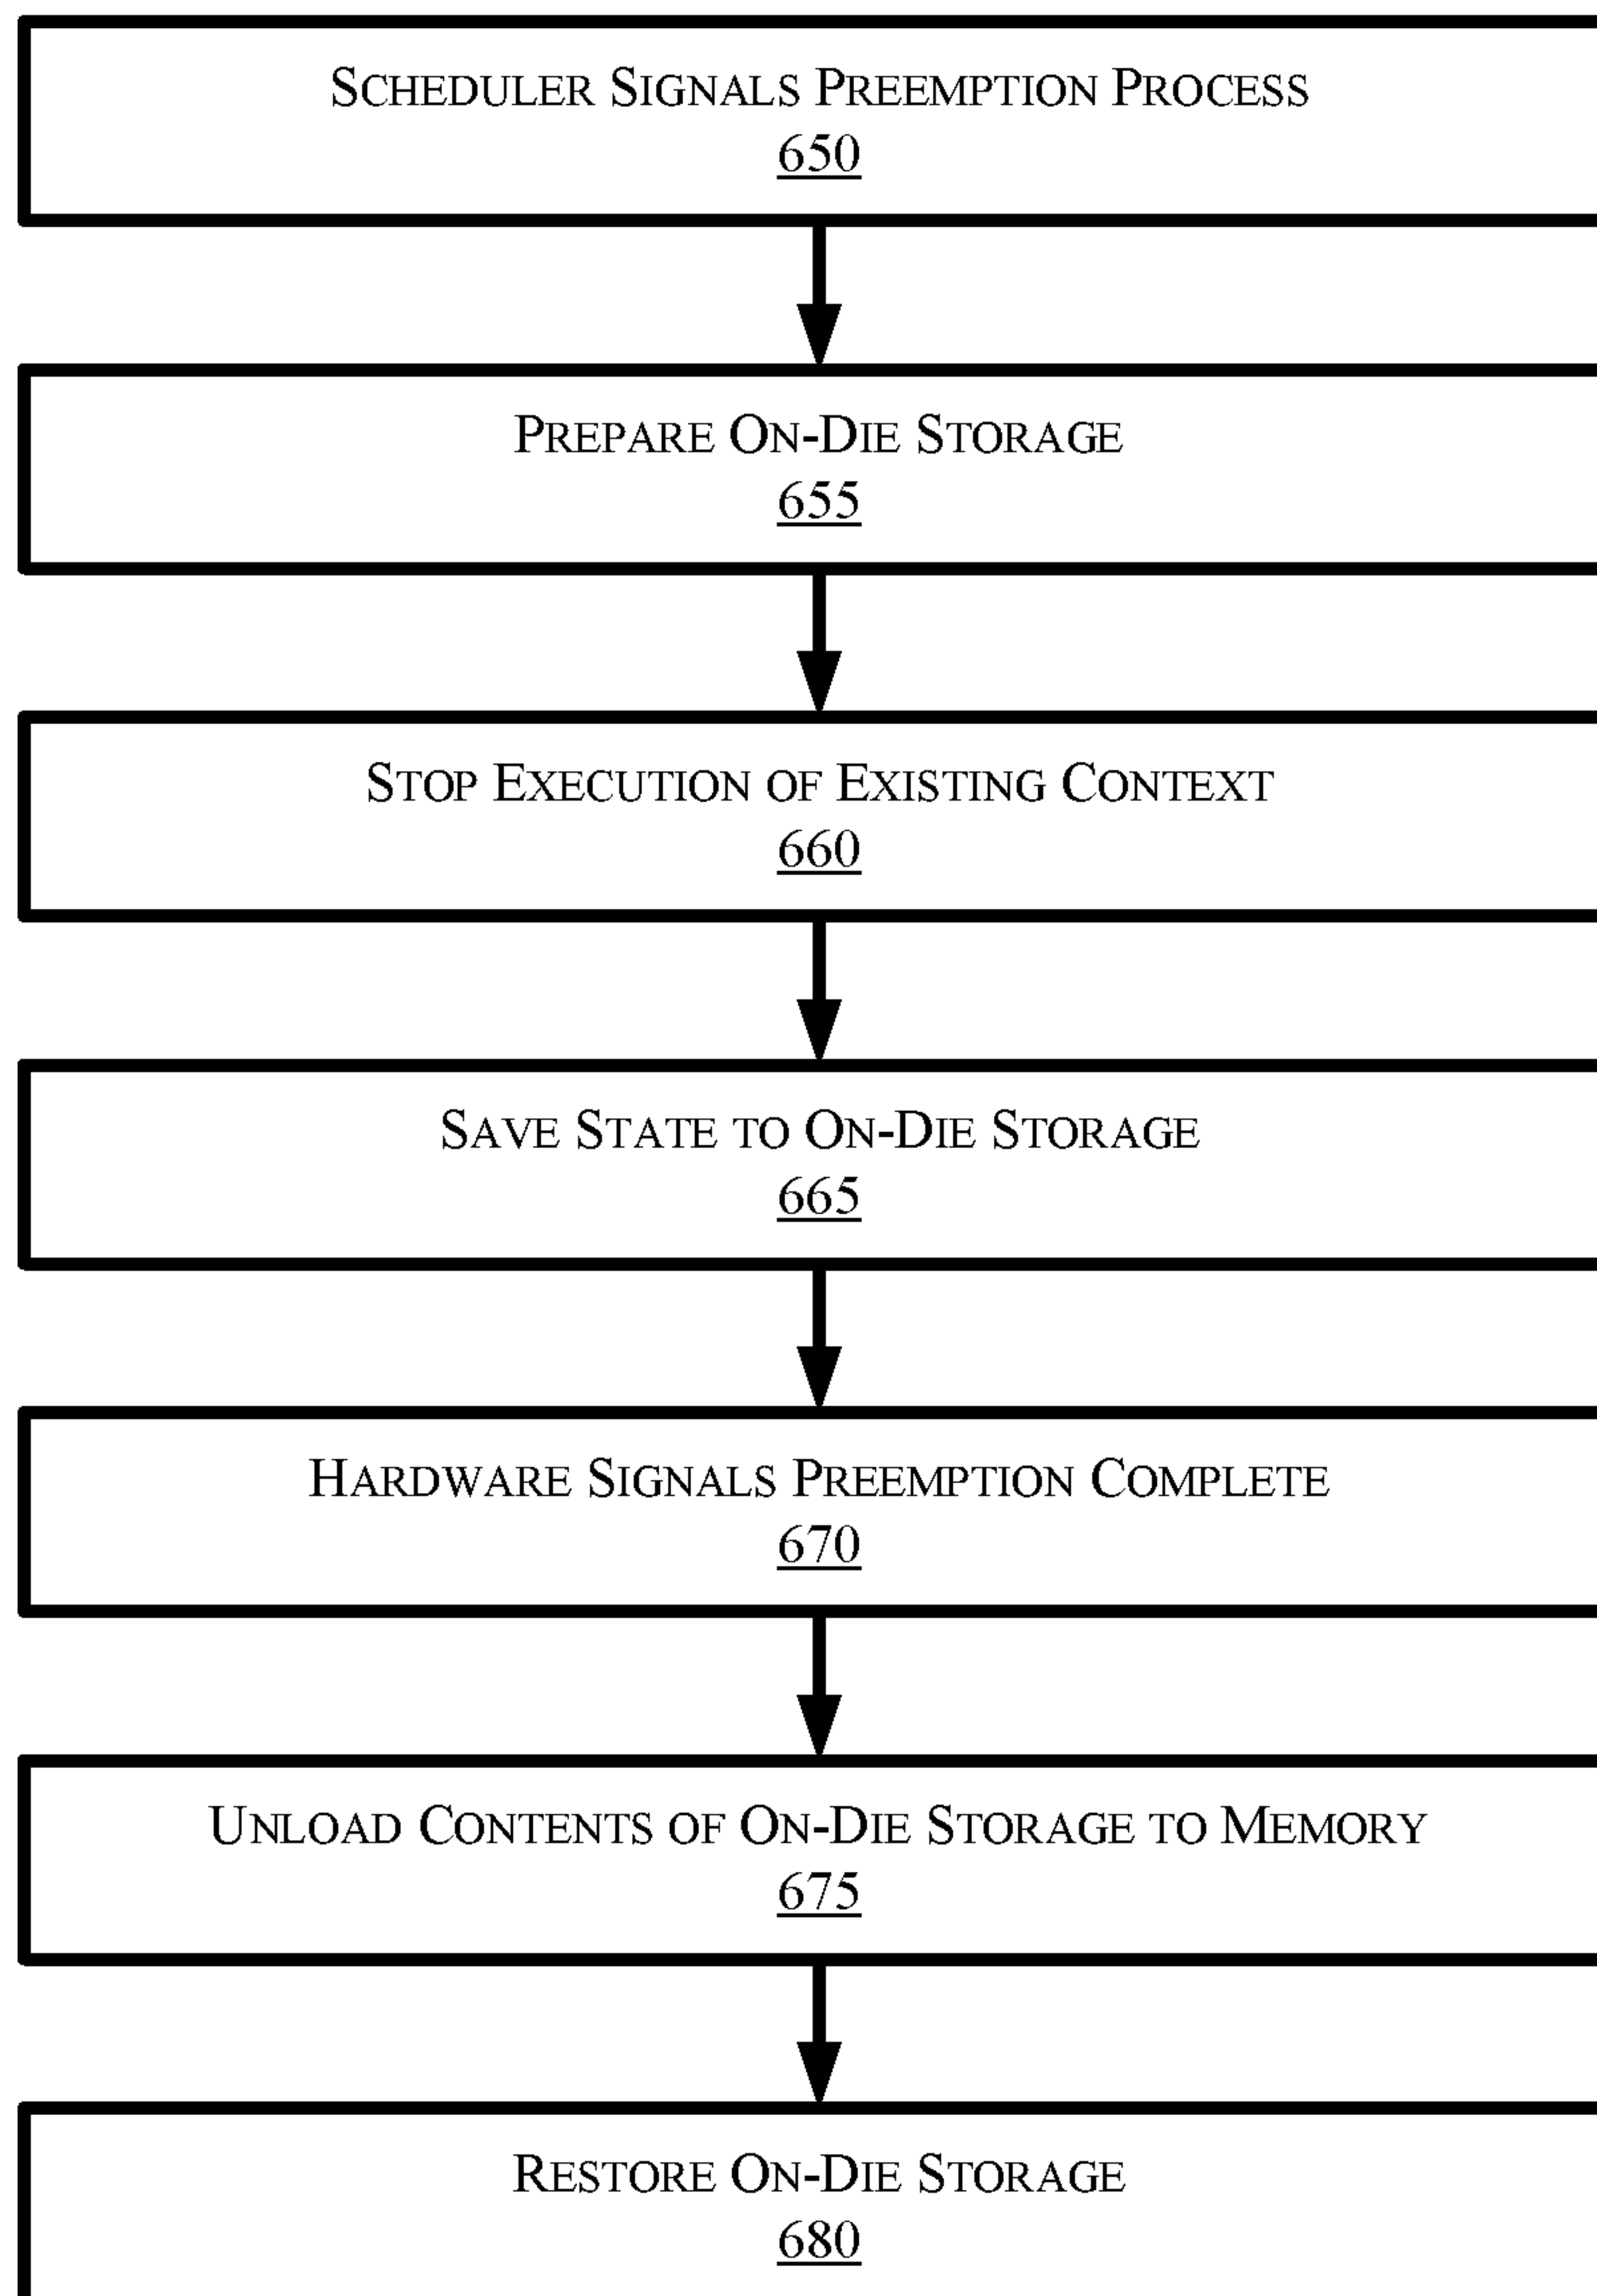 Scheduler Signals Preemption Process
650
Prepare On-Die Storage
655
Stop Execution of Existing Context
660
Save State to On-Die Storage
665
Hardware Signals Preemption Complete
670
Unload Contents of On-Die Storage to Memory
675
Restore On-Die Storage
680